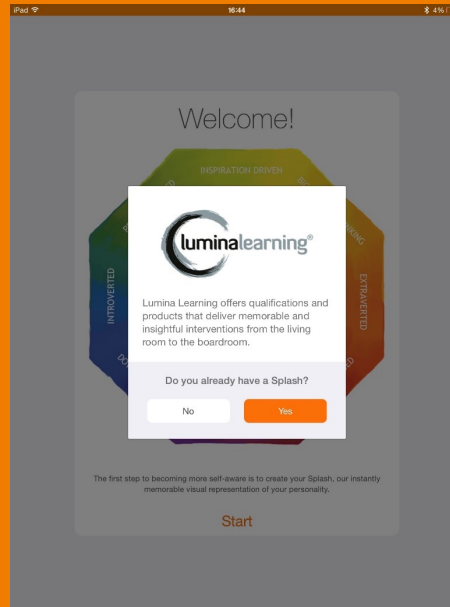 iPad 16:44 4%
Welcome!
INSPIRATION DRIVEN
INTROVERTED
EXTRAVERTED
luminalearning®
Lumina Learning offers qualifications and
products that deliver memorable and
insightful interventions from the living
room to the boardroom.
Do you already have a Splash?
No Yes
The first step to becoming more self-aware is to create your Splash, our instantly
memorable visual representation of your personality.
Start